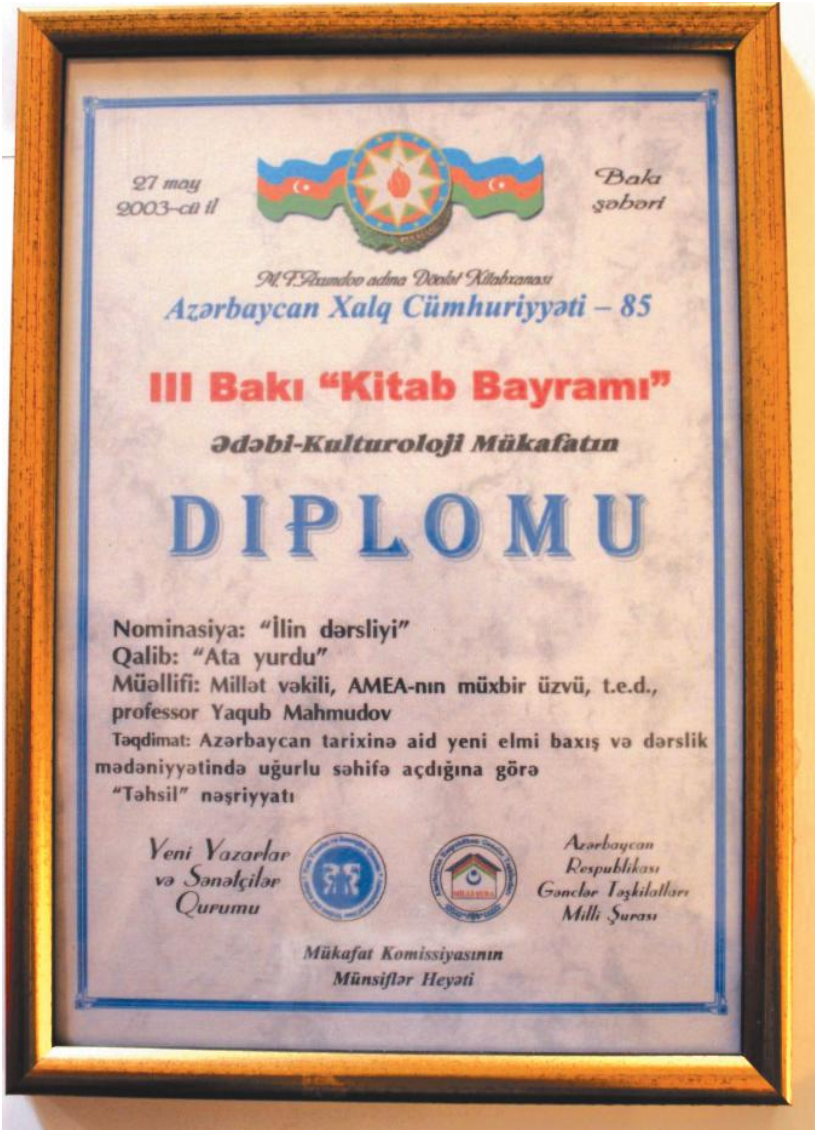 27 may
2003-cü il
Bakı
şəhəri
M.F.Axundov adına Dövlət Kitabxanası
Azərbaycan Xalq Cümhuriyyəti – 85
III Bakı “Kitab Bayramı”
Ədəbi-Kulturoloji Mükafatın
DIPLOMU
Nominasiya: “İlin dərsliyi”
Qalib: “Ata yurdu”
Müəllifi: Millət vəkili, AMEA-nın müxbir üzvü, t.e.d.,
professor Yaqub Mahmudov
Təqdimat: Azərbaycan tarixinə aid yeni elmi baxış və dərslik
mədəniyyətində uğurlu səhifə açdığına görə
“Təhsil” nəşriyyatı
Yeni Yazarlar
və Sənətçilər
Qurumu
MİLLİ ŞURA
Azərbaycan
Respublikası
Gənclər Təşkilatları
Milli Şurası
Mükafat Komissiyasının
Münsiflər Heyəti